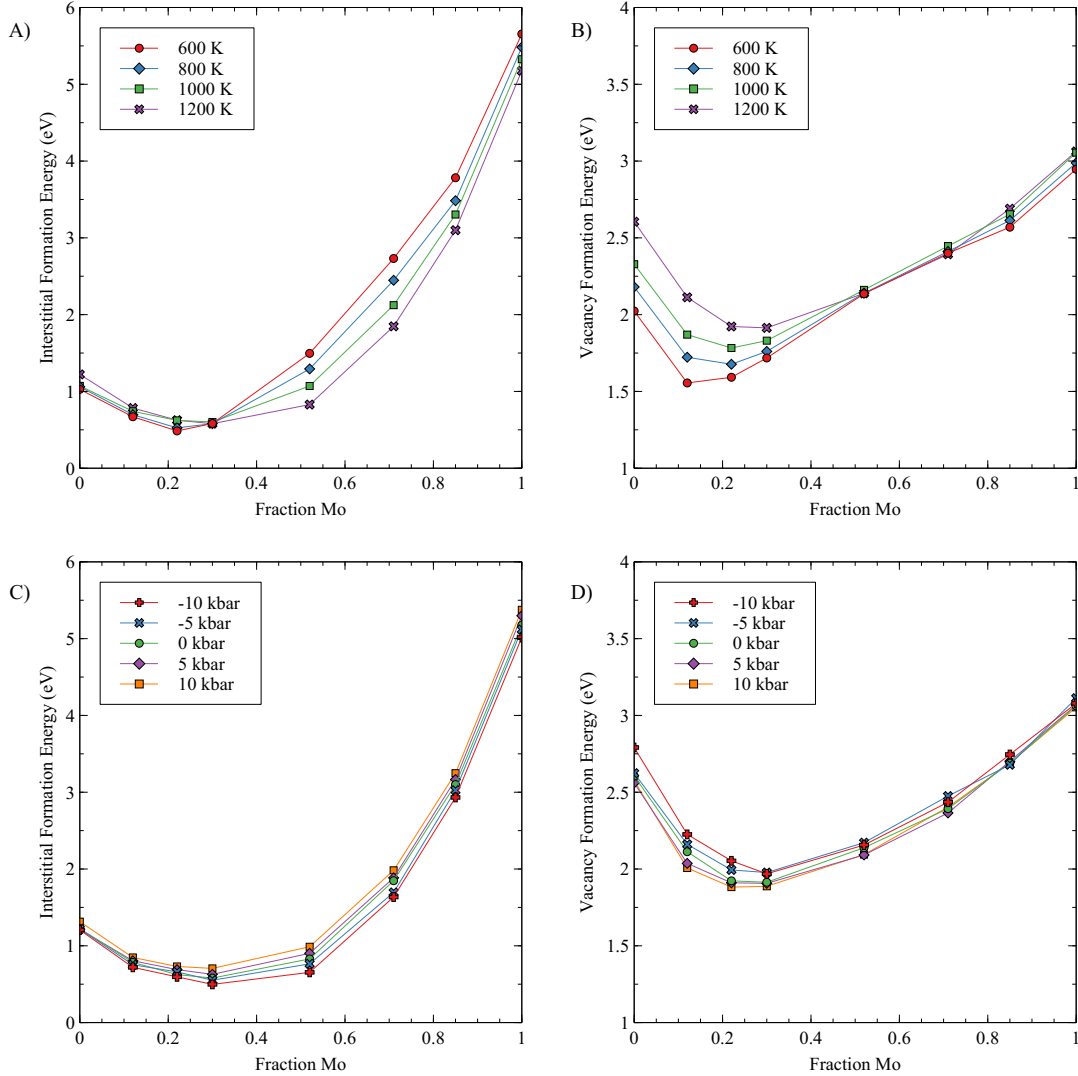 A)
600 K
800 K
1000 K
1200 K
Interstitial Formation Energy (eV)
6
5
4
3
2
1
0
0
0.2
0.4
0.6
0.8
1
Fraction Mo
B)
600 K
800 K
1000 K
1200 K
Vacancy Formation Energy (eV)
4
3.5
3
2.5
2
1.5
1
0
0.2
0.4
0.6
0.8
1
Fraction Mo
C)
-10 kbar
-5 kbar
0 kbar
5 kbar
10 kbar
Interstitial Formation Energy (eV)
6
5
4
3
2
1
0
0
0.2
0.4
0.6
0.8
1
Fraction Mo
D)
-10 kbar
-5 kbar
0 kbar
5 kbar
10 kbar
Vacancy Formation Energy (eV)
4
3.5
3
2.5
2
1.5
1
0
0.2
0.4
0.6
0.8
1
Fraction Mo